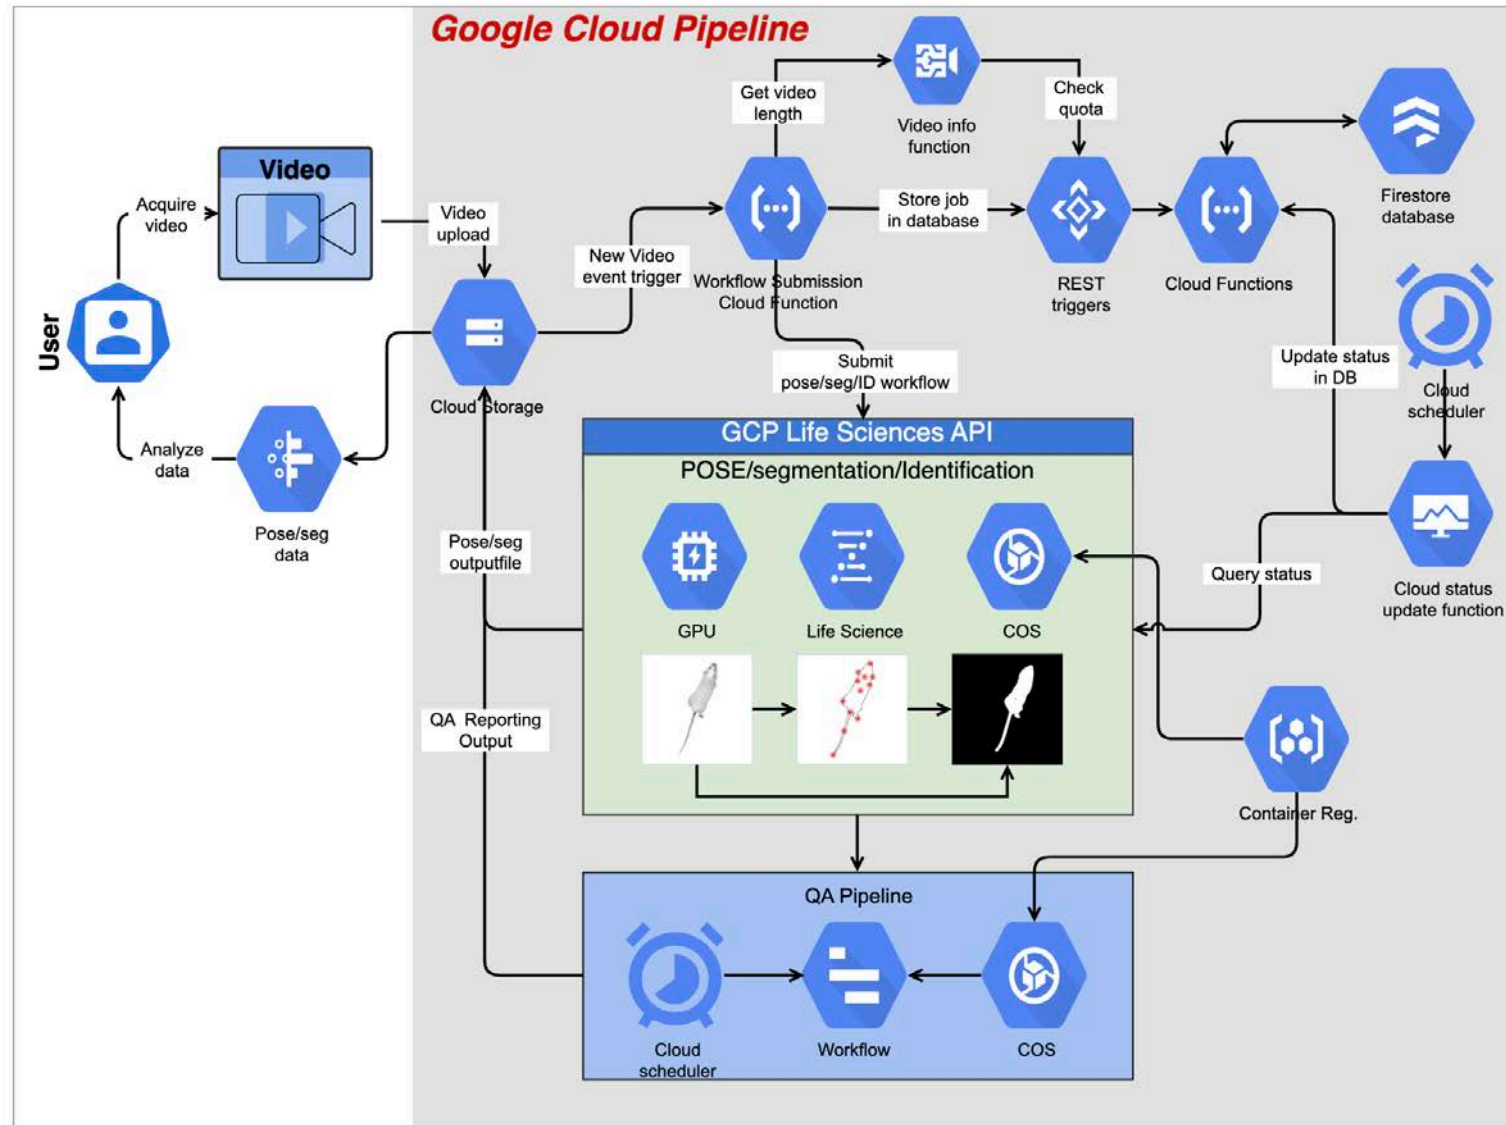 Google Cloud Pipeline
Get video
length
Video info
function
Check
quota
Firestore
database
Video
Acquire
video
Video
upload
New Video
event trigger
Workflow Submission
Cloud Function
Store job
in database
REST
triggers
Cloud Functions
User
Cloud Storage
Submit
pose/seg/ID workflow
Update status
in DB
Cloud
scheduler
Analyze
data
Pose/seg
data
GCP Life Sciences API
POSE/segmentation/Identification
Pose/seg
outputfile
GPU
Life Science
COS
Query status
Cloud status
update function
QA Reporting
Output
Container Reg.
QA Pipeline
Cloud
scheduler
Workflow
COS